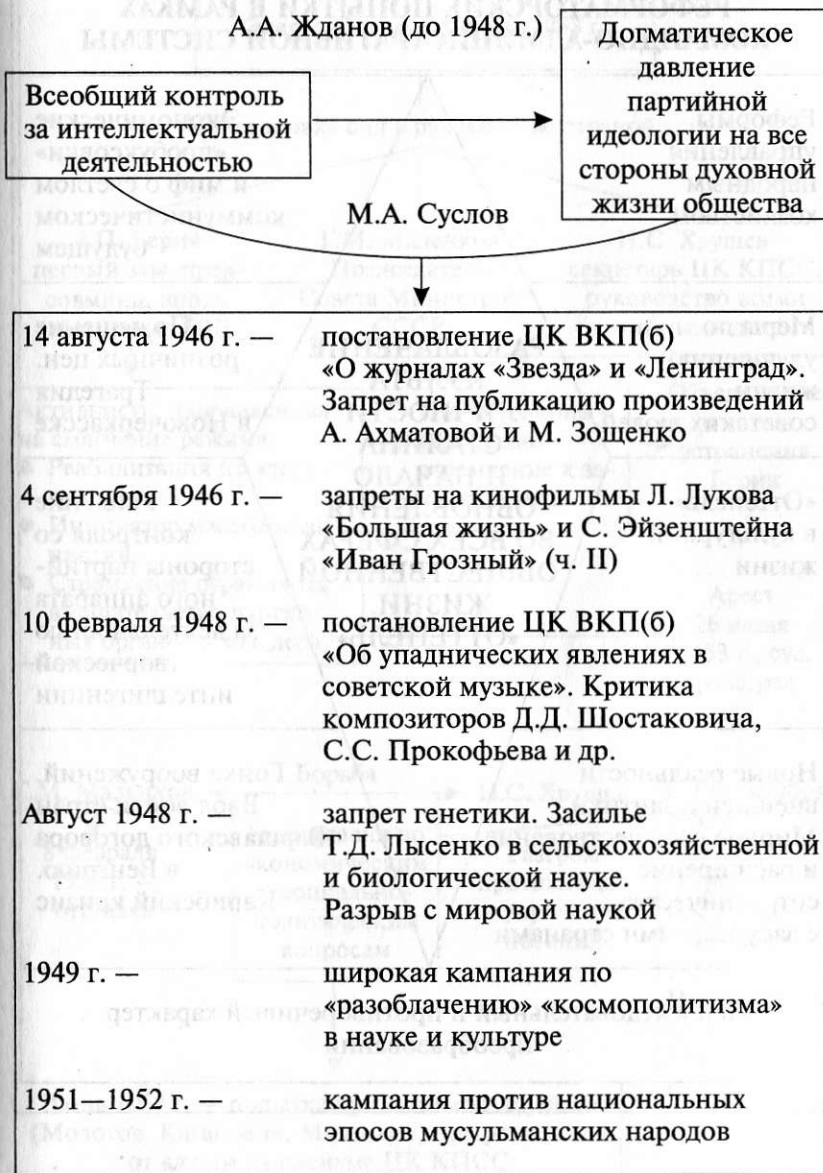 А.А. Жданов (до 1948 г.)
Всеобщий контроль
за интеллектуальной
деятельностью
Догматическое
давление
партийной
идеологии на все
стороны духовной
жизни общества
М.А. Суслов
14 августа 1946 г. — постановление ЦК ВКП(б)
«О журналах «Звезда» и «Ленинград».
Запрет на публикацию произведений
А. Ахматовой и М. Зощенко
4 сентября 1946 г. — запреты на кинофильмы Л. Лукова
«Большая жизнь» и С. Эйзенштейна
«Иван Грозный» (ч. II)
10 февраля 1948 г. — постановление ЦК ВКП(б)
«Об упаднических явлениях в
советской музыке». Критика
композиторов Д.Д. Шостаковича,
С.С. Прокофьева и др.
Август 1948 г. — запрет генетики. Засилье
Т.Д. Лысенко в сельскохозяйственной
и биологической науке.
Разрыв с мировой наукой
1949 г. — широкая кампания по
«разоблачению» «космополитизма»
в науке и культуре
1951—1952 г. — кампания против национальных
эпосов мусульманских народов